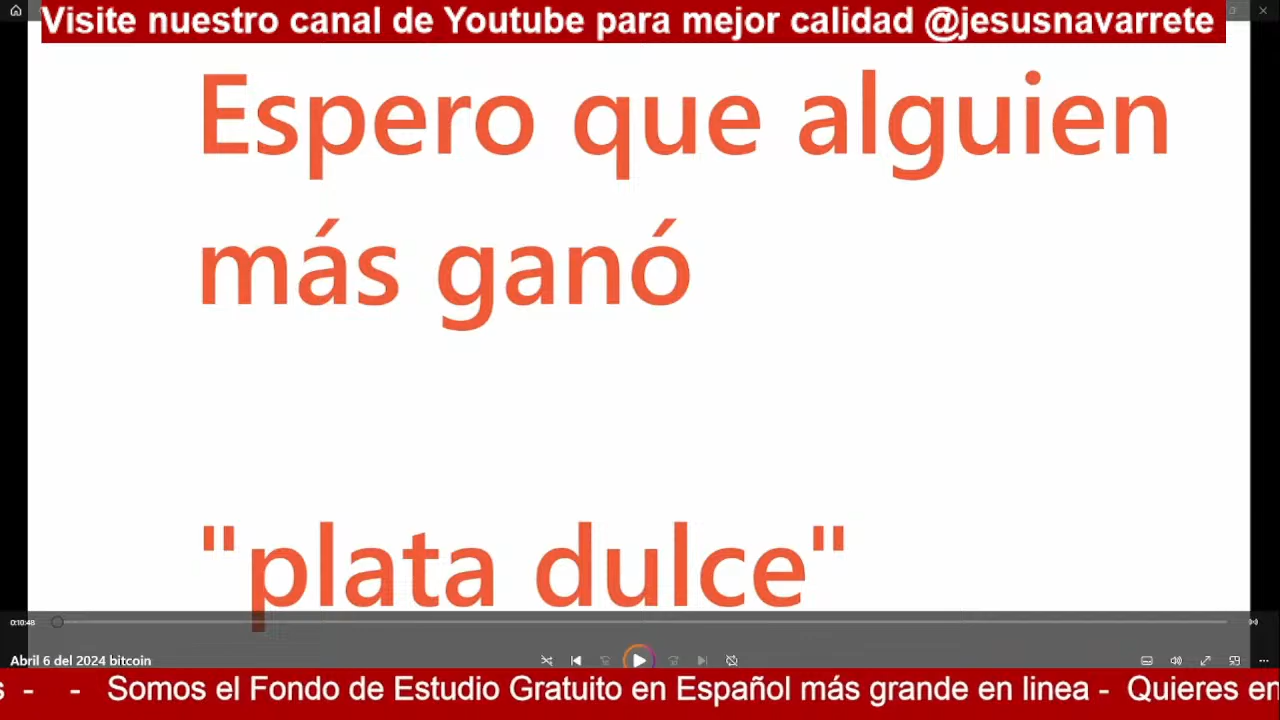 Visite nuestro canal de Youtube para mejor calidad @jesusnavarrete
Espero que alguien
más ganó
"plata dulce"
0:10:48
Abril 6 del 2024 bitcoin
s - - Somos el Fondo de Estudio Gratuito en Español más grande en linea - Quieres en